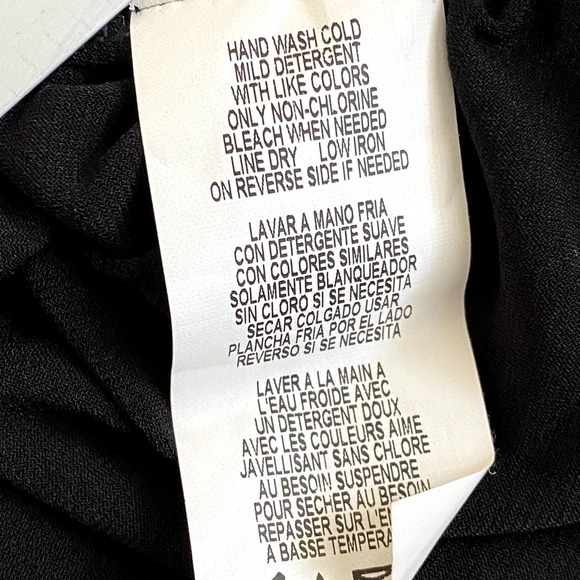 HAND WASH COLD
MILD DETERGENT
WITH LIKE COLORS
ONLY NON-CHLORINE
BLEACH WHEN NEEDED
LINE DRY LOW IRON
ON REVERSE SIDE IF NEEDED
LAVAR A MANO FRIA
CON DETERGENTE SUAVE
CON COLORES SIMILARES
SOLAMENTE BLANQUEADOR
SIN CLORO SI SE NECESITA
SECAR COLGADO USAR
PLANCHA FRIA POR EL LADO
REVERSO SI SE NECESITA
LAVER A LA MAIN A
L'EAU FROIDE AVEC
UN DETERGENT DOUX
AVEC LES COULEURS AIME
JAVELLISANT SANS CHLORE
AU BESOIN SUSPENDRE
POUR SECHER AU BESOIN
REPASSER SUR
A BASSE